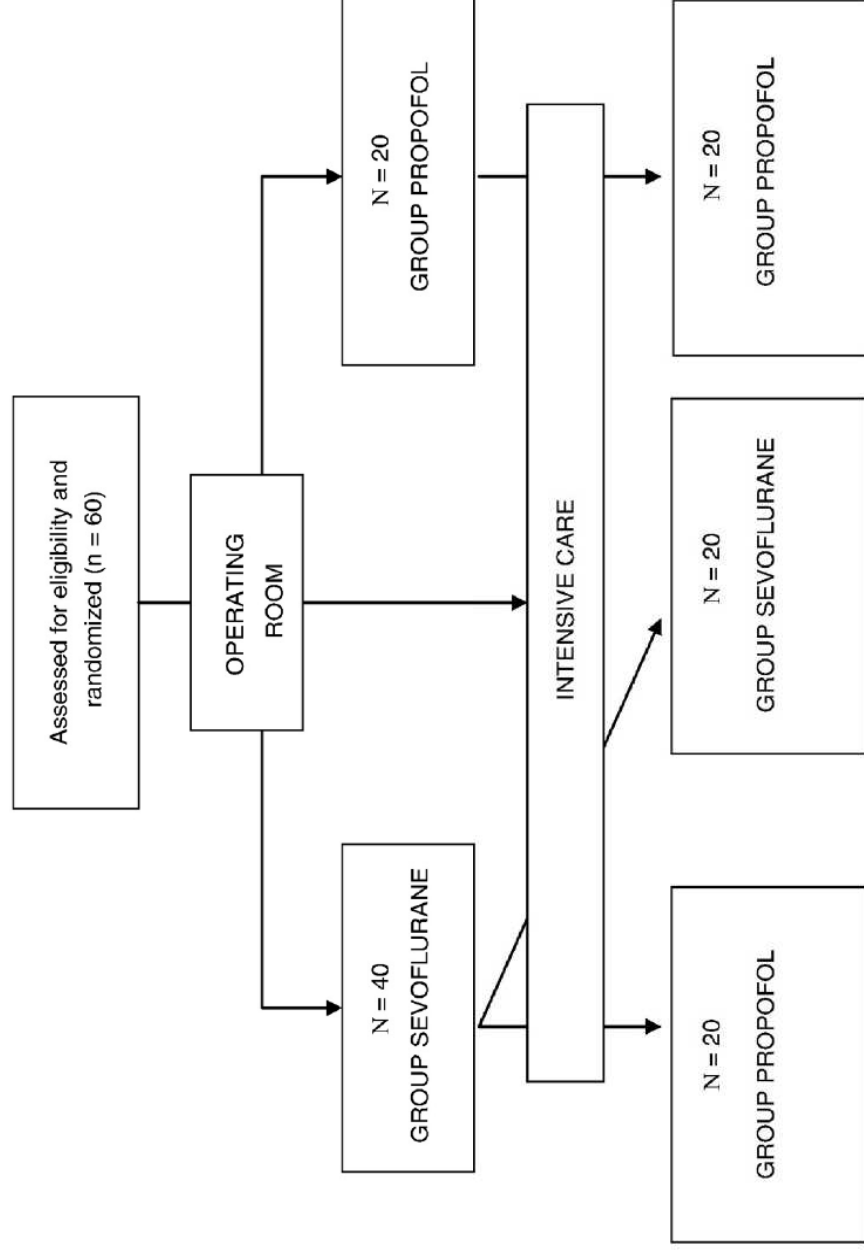 Assessed for eligibility and
randomized (n = 60)
OPERATING
ROOM
N = 40
GROUP SEVOFLURANE
N = 20
GROUP PROPOFOL
INTENSIVE CARE
N = 20
GROUP PROPOFOL
N = 20
GROUP SEVOFLURANE
N = 20
GROUP PROPOFOL